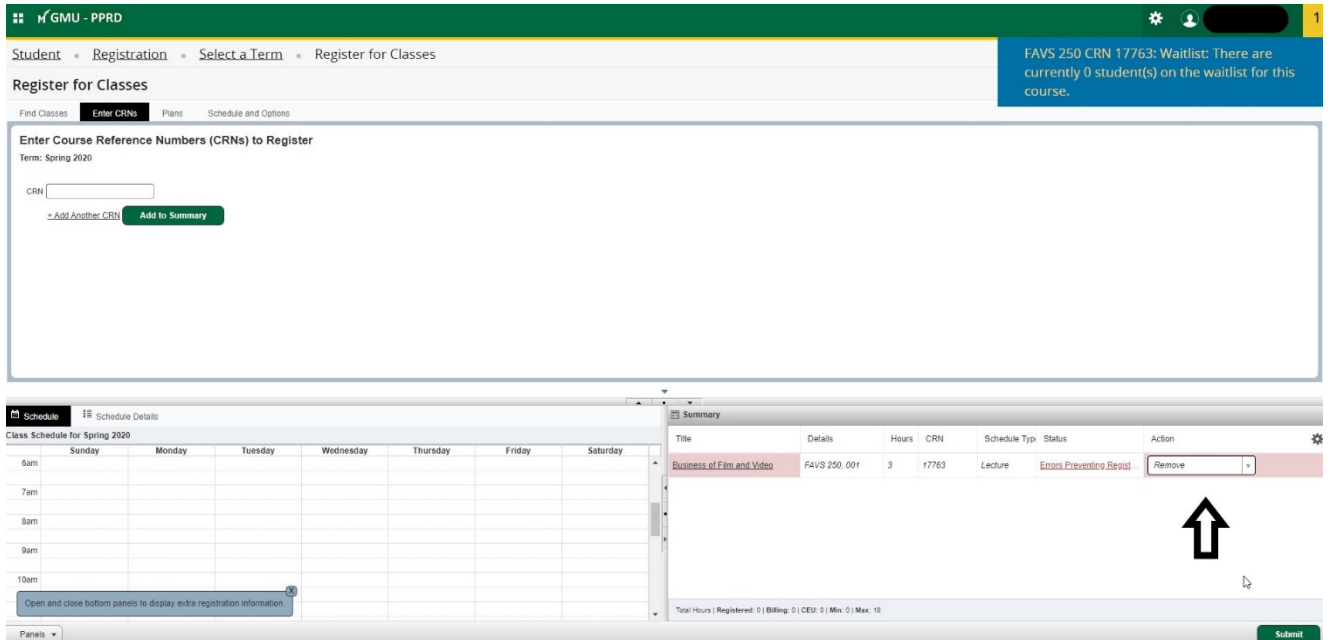 GMU - PPRD
1
Student • Registration • Select a Term • Register for Classes
FAVS 250 CRN 17763: Waitlist: There are
currently 0 student(s) on the waitlist for this
course.
Register for Classes
Find Classes Enter CRNs Plans Schedule and Options
Enter Course Reference Numbers (CRNs) to Register
Term: Spring 2020
CRN
+ Add Another CRN Add to Summary
Schedule Schedule Details
Class Schedule for Spring 2020
Sunday Monday Tuesday Wednesday Thursday Friday Saturday
6am
7am
8am
9am
10am
Open and close bottom panels to display extra registration information.
X
Summary
Title Details Hours CRN Schedule Typ Status Action
Business of Film and Video FAVS 250, 001 3 17763 Lecture Errors Preventing Regist... Remove
Total Hours | Registered: 0 | Billing: 0 | CEU: 0 | Min: 0 | Max: 18
Panels
Submit